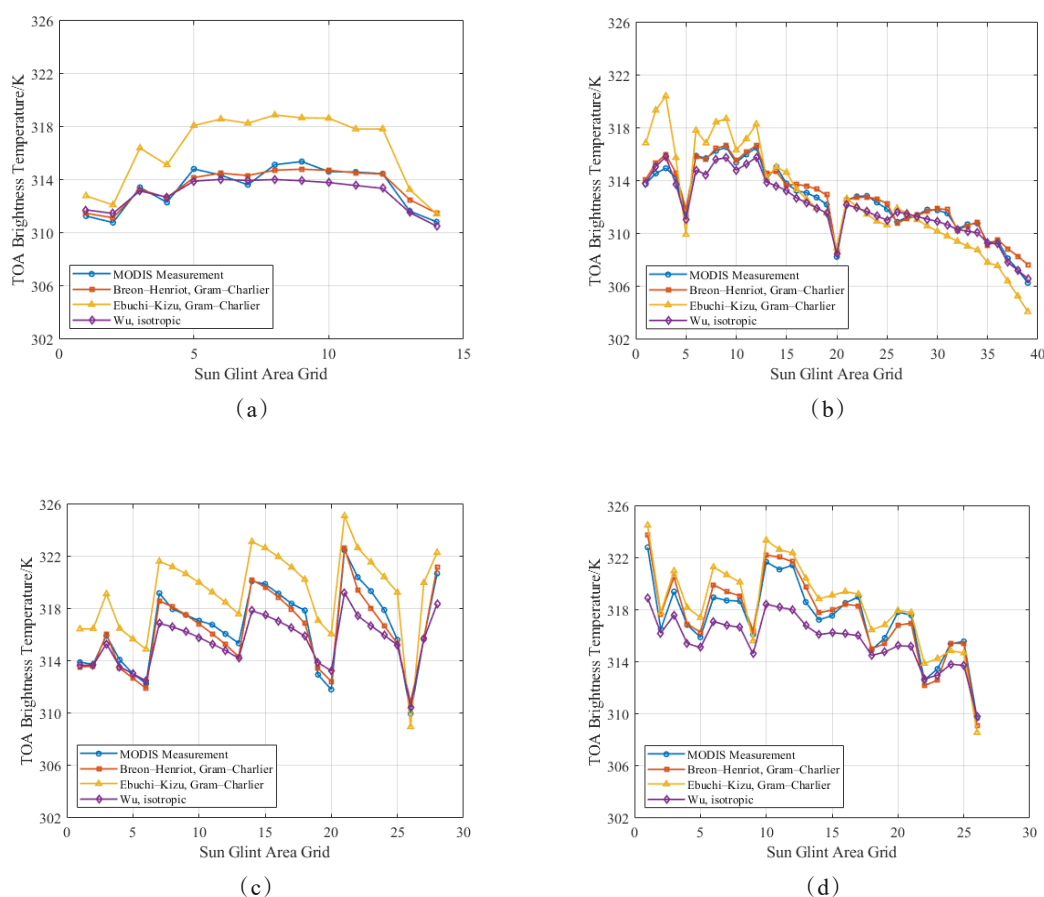 TOA Brightness Temperature/K
326
322
318
314
310
306
302
MODIS Measurement
Breon–Henriot, Gram–Charlier
Ebuchi–Kizu, Gram–Charlier
Wu, isotropic
0 5 10 15
Sun Glint Area Grid
(a)
TOA Brightness Temperature/K
326
322
318
314
310
306
302
MODIS Measurement
Breon–Henriot, Gram–Charlier
Ebuchi–Kizu, Gram–Charlier
Wu, isotropic
0 5 10 15 20 25 30 35 40
Sun Glint Area Grid
(b)
TOA Brightness Temperature/K
326
322
318
314
310
306
302
MODIS Measurement
Breon–Henriot, Gram–Charlier
Ebuchi–Kizu, Gram–Charlier
Wu, isotropic
0 5 10 15 20 25 30
Sun Glint Area Grid
(c)
TOA Brightness Temperature/K
326
322
318
314
310
306
302
MODIS Measurement
Breon–Henriot, Gram–Charlier
Ebuchi–Kizu, Gram–Charlier
Wu, isotropic
0 5 10 15 20 25 30
Sun Glint Area Grid
(d)